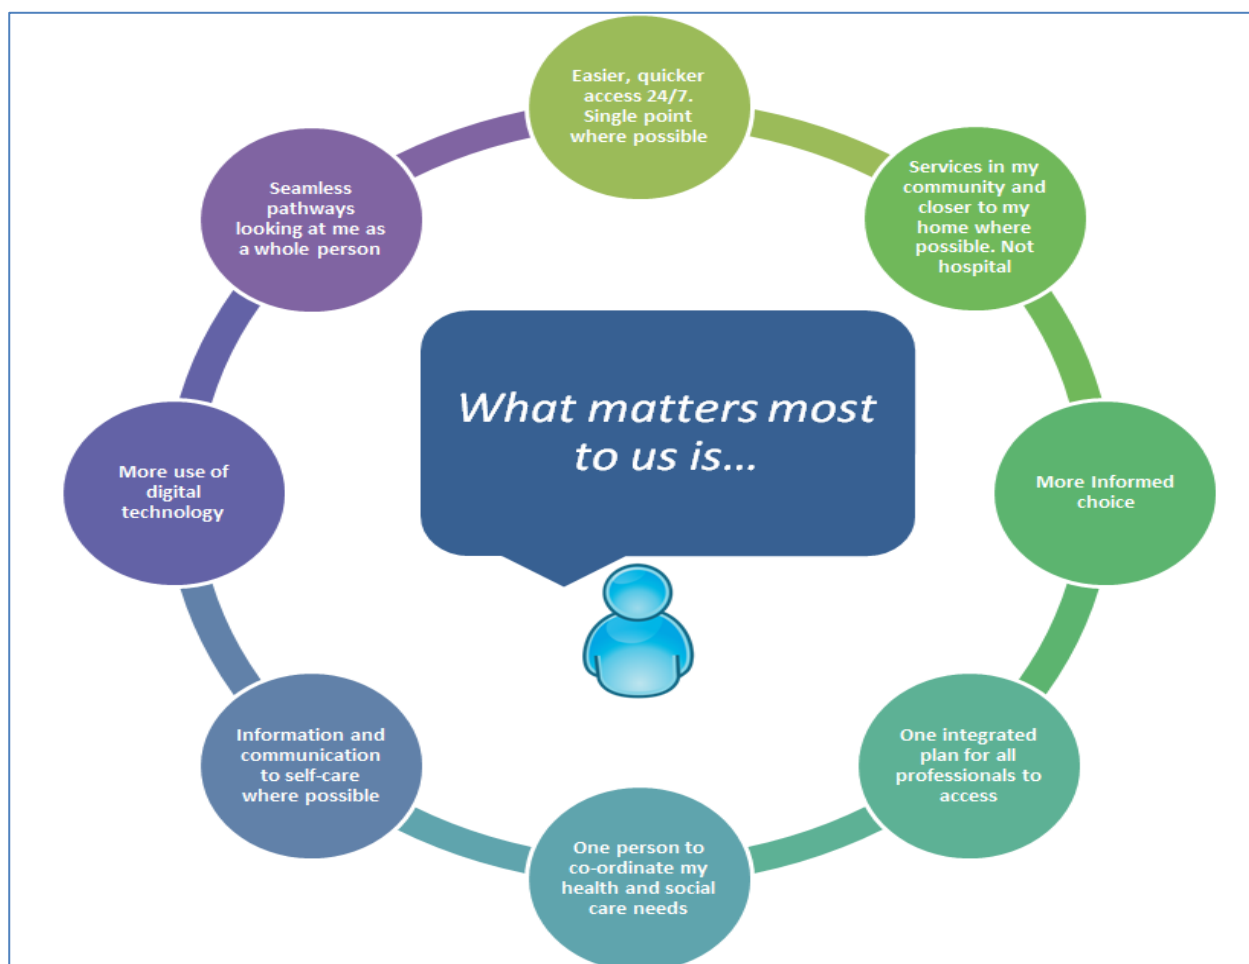 Easier, quicker
access 24/7.
Single point
where possible
Services in my
community and
closer to my
home where
possible. Not
hospital
More Informed
choice
One integrated
plan for all
professionals to
access
One person to
co-ordinate my
health and social
care needs
Information and
communication
to self-care
where possible
More use of
digital
technology
Seamless
pathways
looking at me as
a whole person
What matters most
to us is...